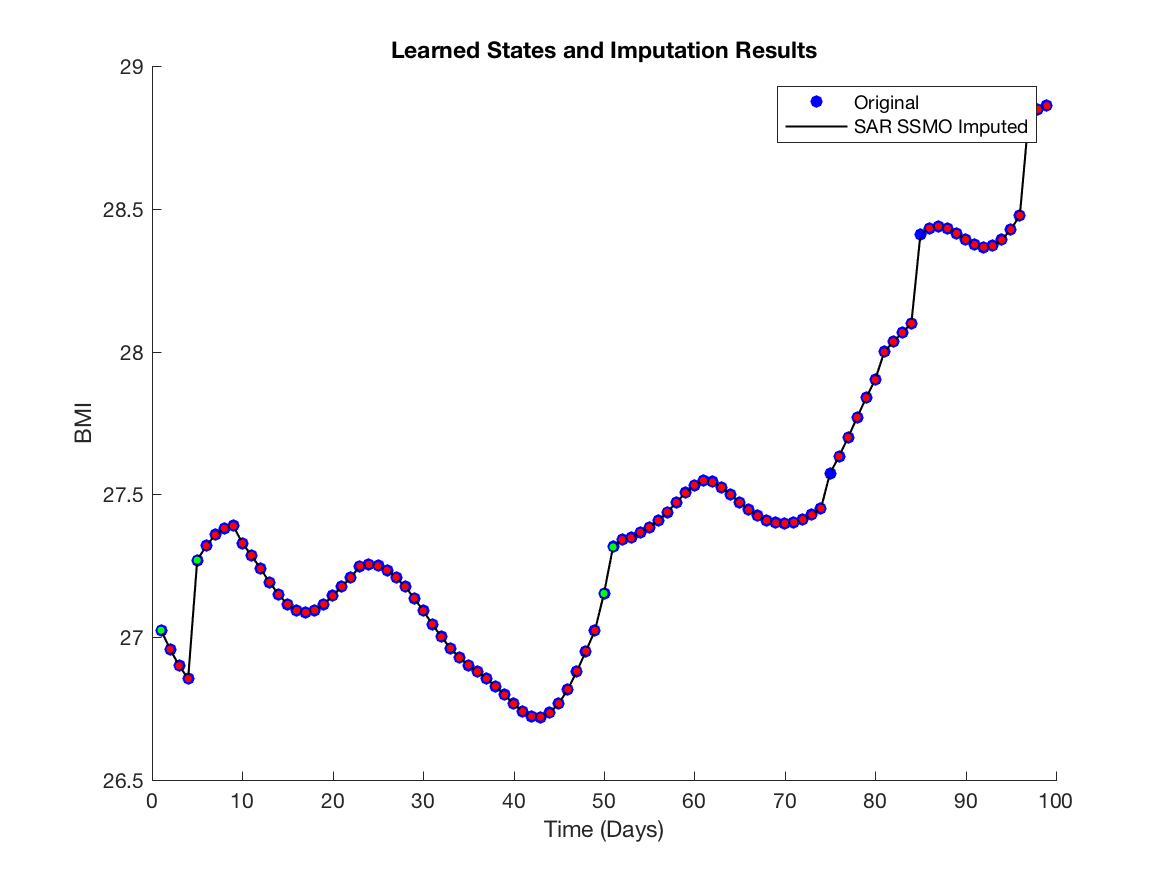 Learned States and Imputation Results
Original
SAR SSMO Imputed
29
28.5
28
27.5
27
26.5
BMI
0 10 20 30 40 50 60 70 80 90 100
Time (Days)